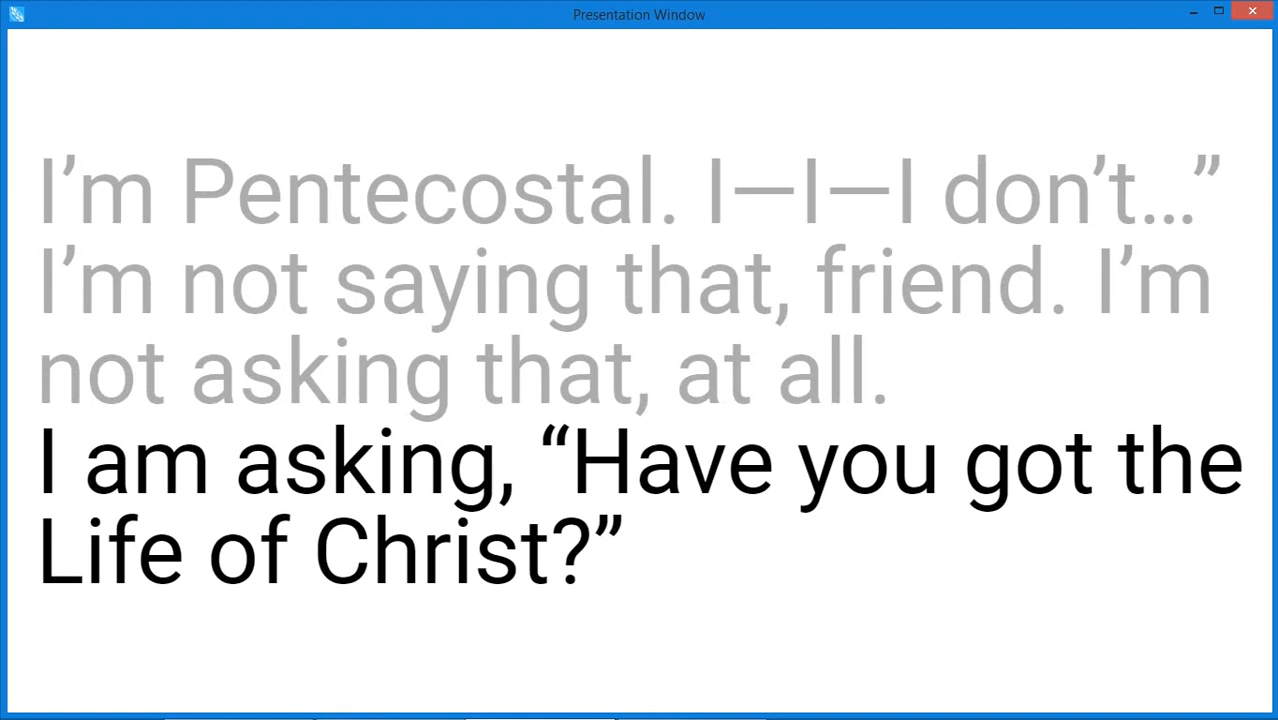 Presentation Window
I’m Pentecostal. I—I—I don’t…”
I’m not saying that, friend. I’m
not asking that, at all.
I am asking, “Have you got the
Life of Christ?”